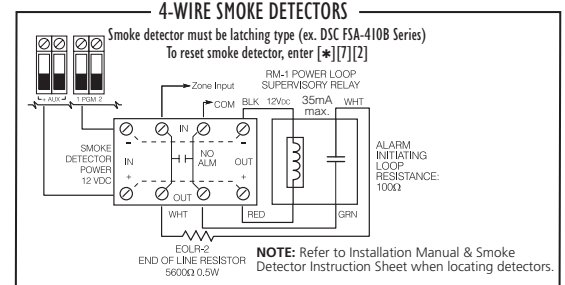 4-WIRE SMOKE DETECTORS
Smoke detector must be latching type (ex. DSC FSA-410B Series)
To reset smoke detector, enter [✱][7][2]
RM-1 POWER LOOP
SUPERVISORY RELAY
Zone Input
COM
BLK 12VDC 35mA WHT
max.
+ AUX - 1 PGM 2
- IN -
SMOKE
DETECTOR
POWER
12 VDC
IN
NO
ALM
OUT
+ OUT +
ALARM
INITIATING
LOOP
RESISTANCE:
100Ω
WHT RED GRN
EOLR-2
END OF LINE RESISTOR
5600Ω 0.5W
NOTE: Refer to Installation Manual & Smoke
Detector Instruction Sheet when locating detectors.